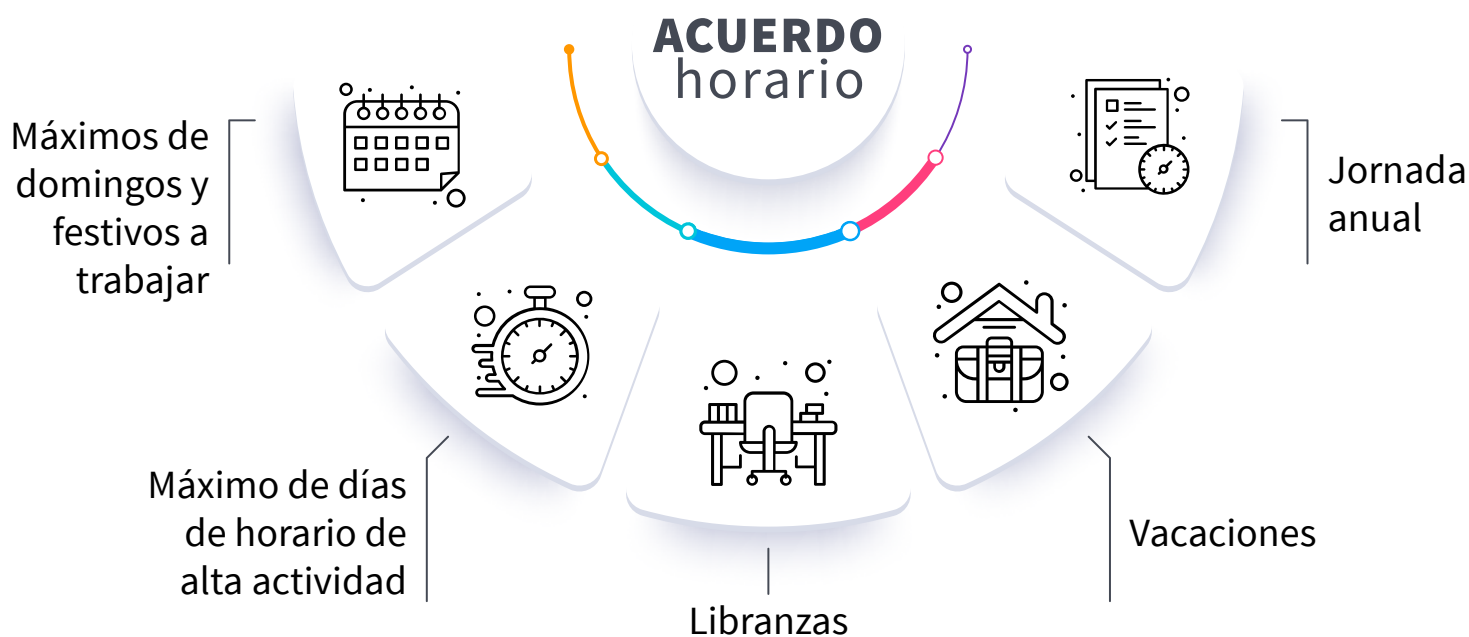 ACUERDO
horario
Máximos de
domingos y
festivos a
trabajar
Máximo de días
de horario de
alta actividad
Libranzas
Vacaciones
Jornada
anual